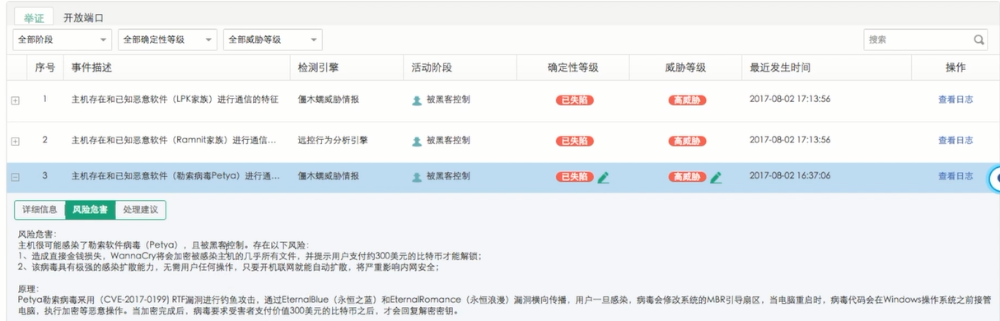 举证 开放端口
全部阶段 全部确定性等级 全部威胁等级 搜索
序号 事件描述 检测引擎 活动阶段 确定性等级 威胁等级 最近发生时间 操作
1 主机存在和已知恶意软件（LPK家族）进行通信的特征 僵木蠕威胁情报 被黑客控制 已失陷 高威胁 2017-08-02 17:13:56 查看日志
2 主机存在和已知恶意软件（Ramnit家族）进行通信... 远控行为分析引擎 被黑客控制 已失陷 高威胁 2017-08-02 17:13:56 查看日志
3 主机存在和已知恶意软件（勒索病毒Petya）进行通... 僵木蠕威胁情报 被黑客控制 已失陷 高威胁 2017-08-02 16:37:06 查看日志
详细信息 风险危害 处理建议
风险危害：
主机很可能感染了勒索软件病毒（Petya），且被黑客控制。存在以下风险：
1、造成直接金钱损失，WannaCry将会加密被感染主机的几乎所有文件，并提示用户支付约300美元的比特币才能解锁；
2、该病毒具有极强的感染扩散能力，无需用户任何操作，只要开机联网就能自动扩散，将严重影响内网安全；
原理：
Petya勒索病毒采用（CVE-2017-0199) RTF漏洞进行钓鱼攻击，通过EternalBlue（永恒之蓝）和EternalRomance（永恒浪漫）漏洞横向传播，用户一旦感染，病毒会修改系统的MBR引导扇区，当电脑重启时，病毒代码会在Windows操作系统之前接管
电脑，执行加密等恶意操作。当加密完成后，病毒要求受害者支付价值300美元的比特币之后，才会回复解密密钥。